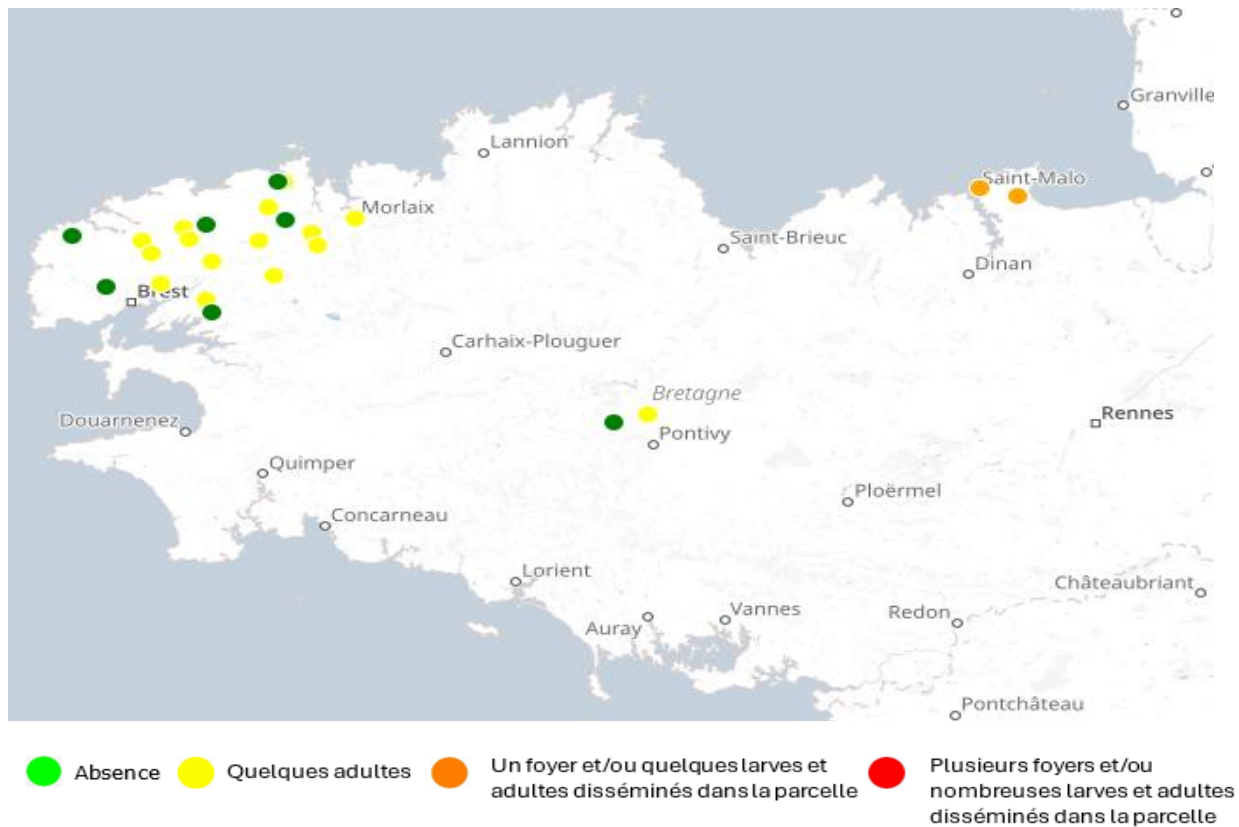 Granville
Lannion
Saint-Malo
Morlaix
Saint-Brieuc
Dinan
Brest
Carhaix-Plouguer
Bretagne
Rennes
Douarnenez
Pontivy
Quimper
Ploërmel
Concarneau
Lorient
Châteaubriant
Vannes
Redon
Auray
Pontchâteau
Absence
Quelques adultes
Un foyer et/ou quelques larves et
adultes disséminés dans la parcelle
Plusieurs foyers et/ou
nombreuses larves et adultes
disséminés dans la parcelle